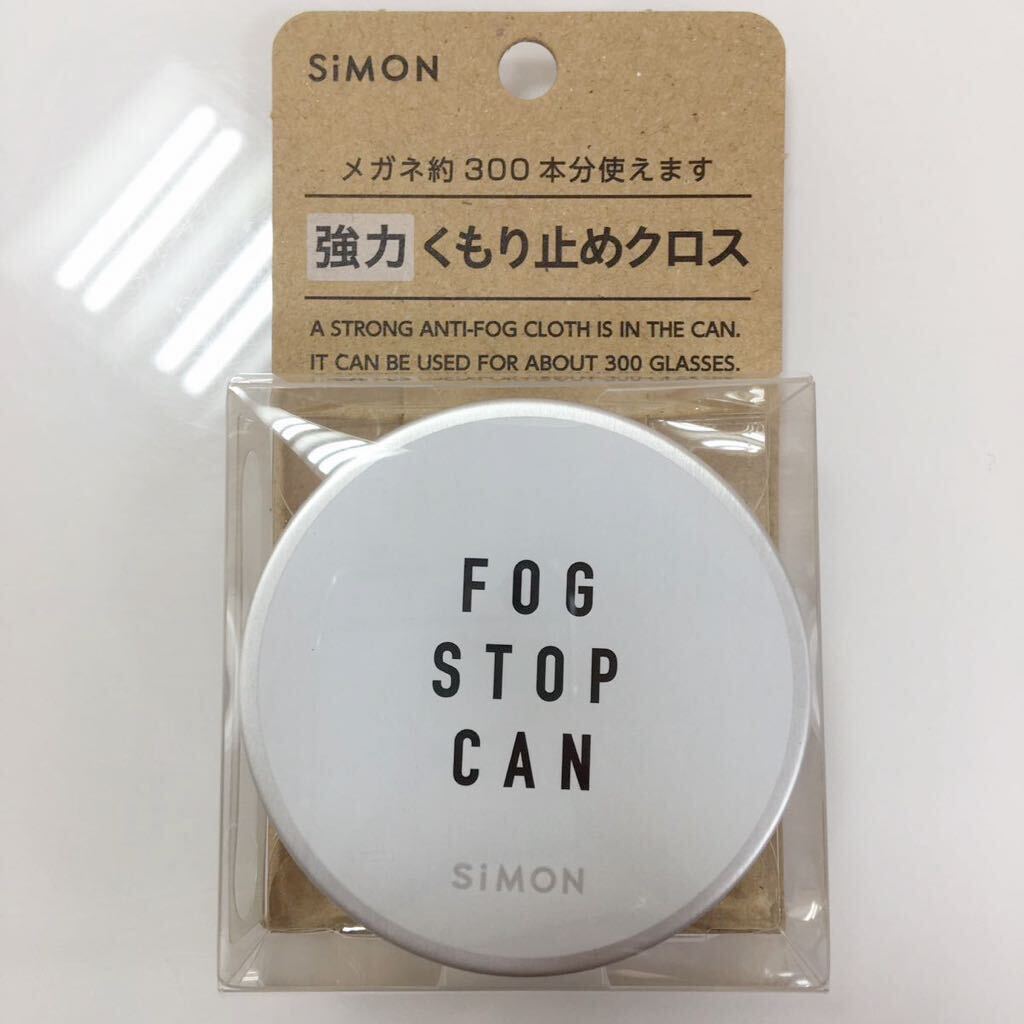 SiMON
メガネ約300本分使えます
強力くもり止めクロス
A STRONG ANTI-FOG CLOTH IS IN THE CAN.
IT CAN BE USED FOR ABOUT 300 GLASSES.
FOG
STOP
CAN
SiMON